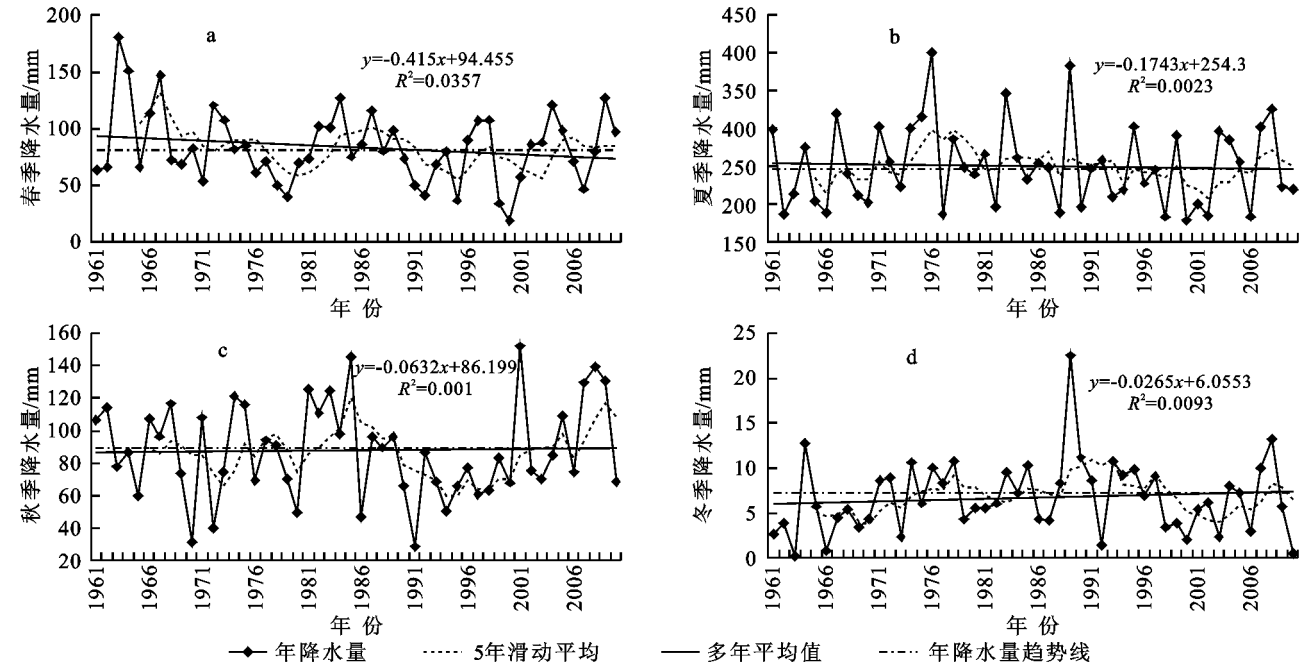 a
春季降水量/mm
200
150
100
50
0
y=-0.415x+94.455
R²=0.0357
1961 1966 1971 1976 1981 1986 1991 1996 2001 2006
年 份
b
夏季降水量/mm
450
400
350
400
250
200
150
y=-0.1743x+254.3
R²=0.0023
1961 1966 1971 1976 1981 1986 1991 1996 2001 2006
年 份
c
秋季降水量/mm
160
140
120
100
80
60
40
20
y=-0.0632x+86.199
R²=0.001
1961 1966 1971 1976 1981 1986 1991 1996 2001 2006
年 份
d
冬季降水量/mm
25
20
15
10
5
0
y=-0.0265x+6.0553
R²=0.0093
1961 1966 1971 1976 1981 1986 1991 1996 2001 2006
年 份
年降水量 5年滑动平均 多年平均值 年降水量趋势线